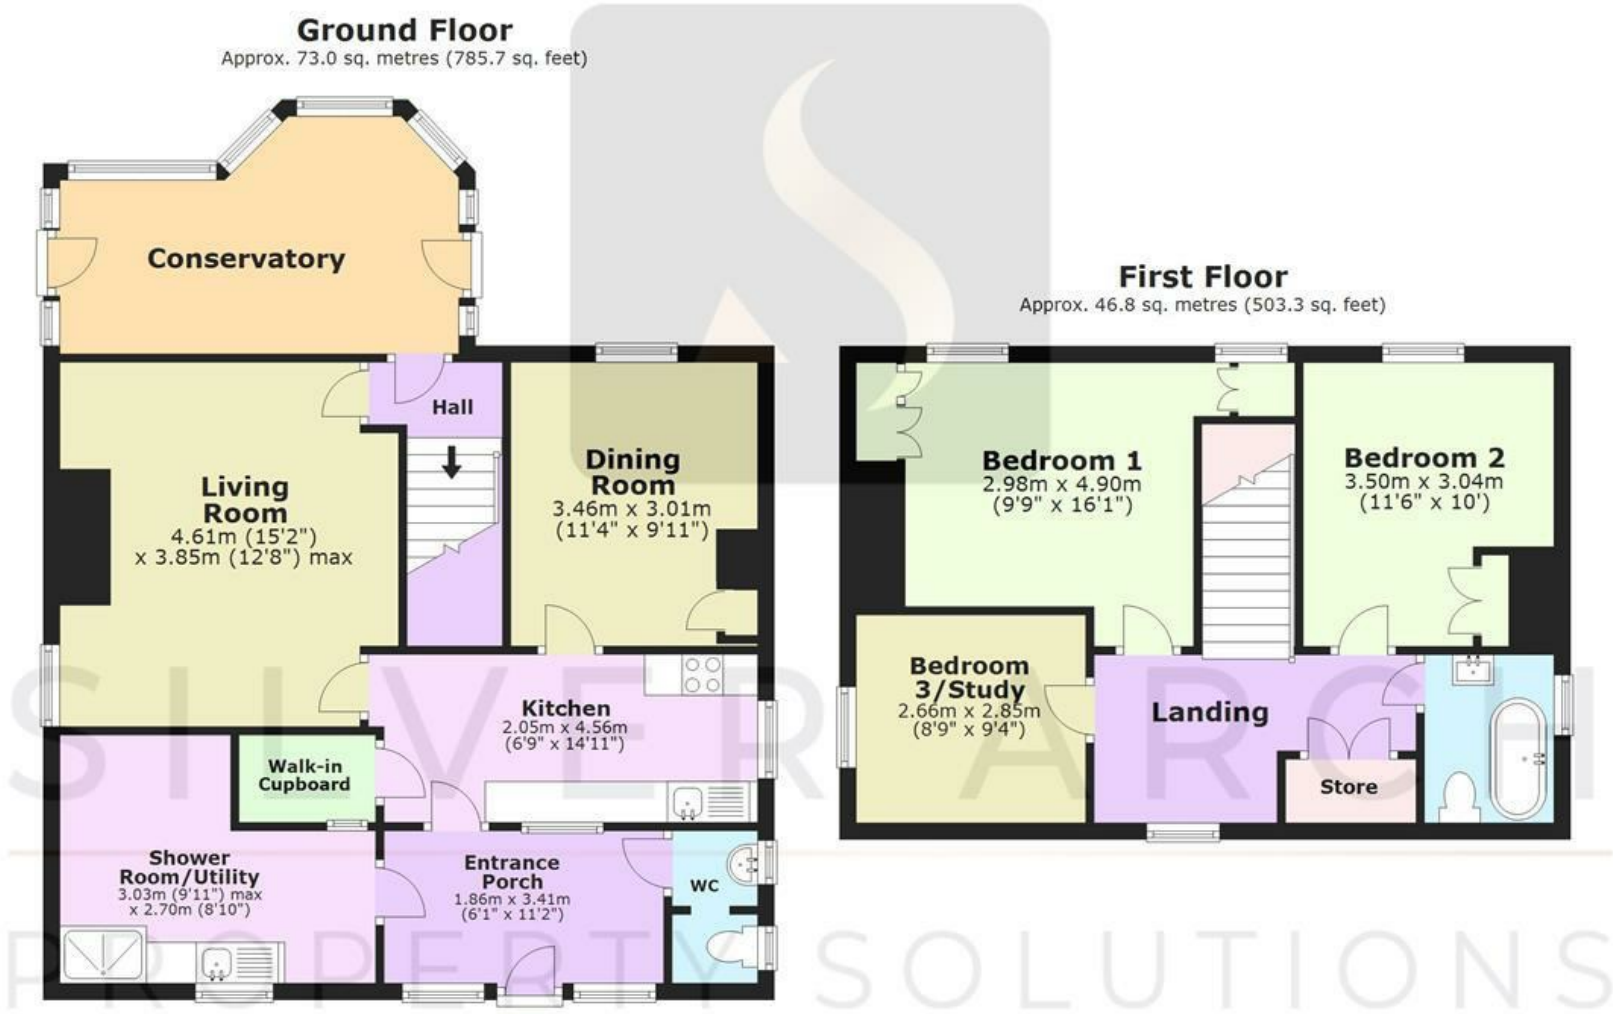 Ground Floor
Approx. 73.0 sq. metres (785.7 sq. feet)
Conservatory
Hall
Living
Room
4.61m (15'2")
x 3.85m (12'8") max
Dining
Room
3.46m x 3.01m
(11'4" x 9'11")
Kitchen
2.05m x 4.56m
(6'9" x 14'11")
Walk-in
Cupboard
Shower
Room/Utility
3.03m (9'11") max
x 2.70m (8'10")
Entrance
Porch
1.86m x 3.41m
(6'1" x 11'2")
WC
First Floor
Approx. 46.8 sq. metres (503.3 sq. feet)
Bedroom 1
2.98m x 4.90m
(9'9" x 16'1")
Bedroom 2
3.50m x 3.04m
(11'6" x 10')
Bedroom
3/Study
2.66m x 2.85m
(8'9" x 9'4")
Landing
Store
SILVER ARCH
PROPERTY SOLUTIONS